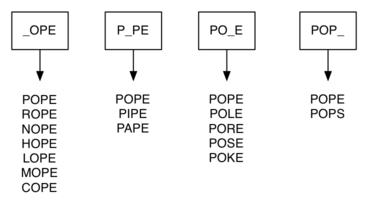 _OPE P_PE PO_E POP_
POPE POPE POPE POPE
ROPE PIPE POLE POPS
NOPE PAPE PORE
HOPE POSE
LOPE POKE
MOPE
COPE